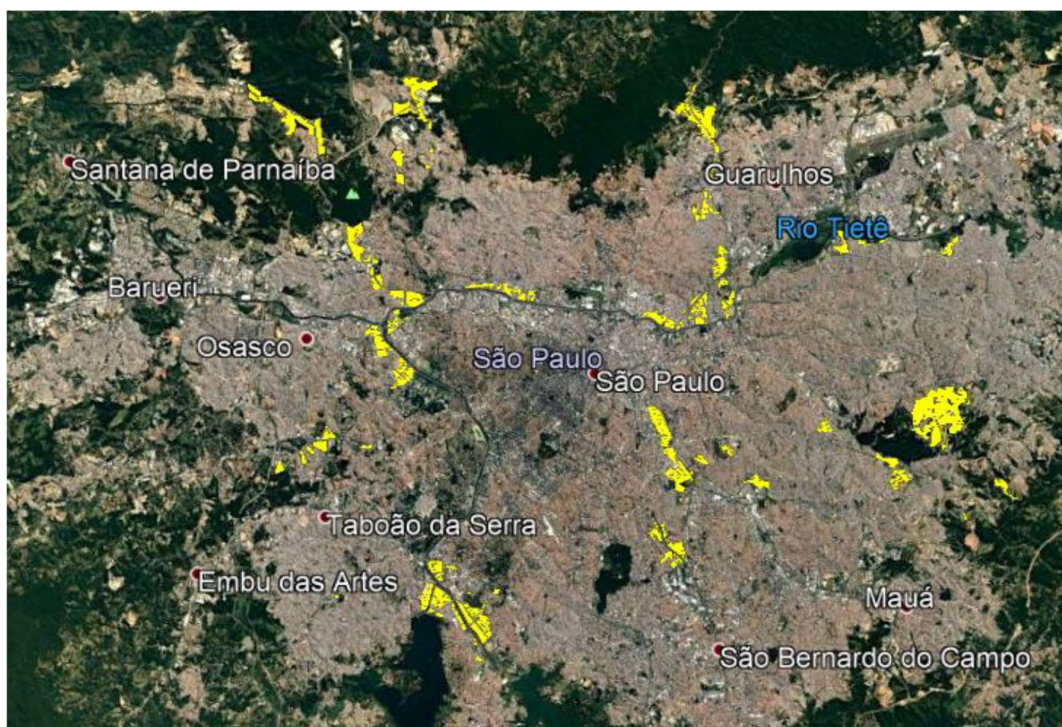 Santana de Parnaíba
Guarulhos
Rio Tietê
Barueri
Osasco
São Paulo
São Paulo
Taboão da Serra
Embu das Artes
Mauá
São Bernardo do Campo